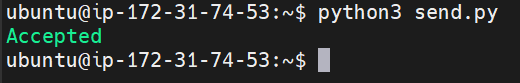 ubuntu@ip-172-31-74-53:~$ python3 send.py
Accepted
ubuntu@ip-172-31-74-53:~$